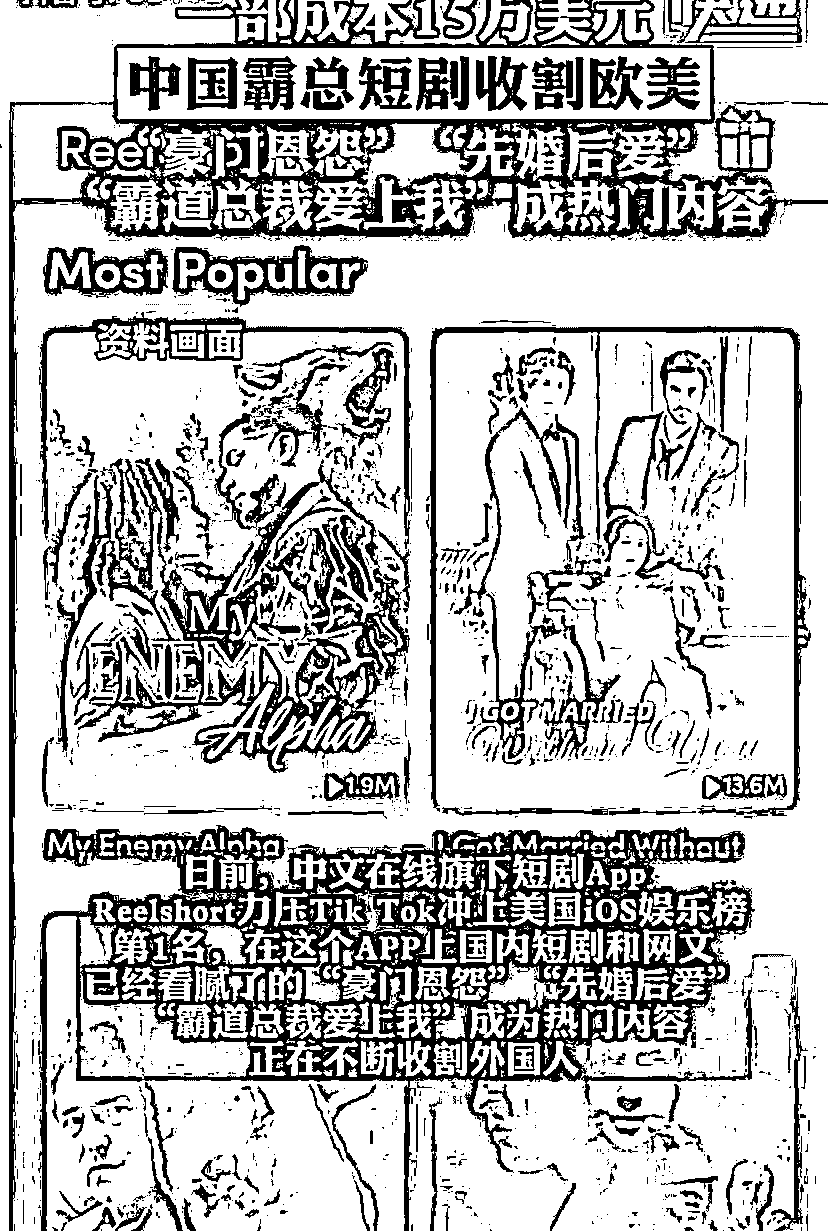 一部成本15万美元
中国霸总短剧收割欧美
Reel
“豪门恩怨” “先婚后爱”
“霸道总裁爱上我” 成热门内容
Most Popular
资料画面
My
ENEMY
Alpha
I GOT MARRIED
Without You
1.9M
13.6M
My Enemy Alpha
I Got Married Without
日前，中文在线旗下短剧App
Reelshort力压Tik Tok冲上美国iOS娱乐榜
第1名，在这个APP上国内短剧和网文
已经看腻了的“豪门恩怨” “先婚后爱”
“霸道总裁爱上我” 成为热门内容
正在不断收割外国人